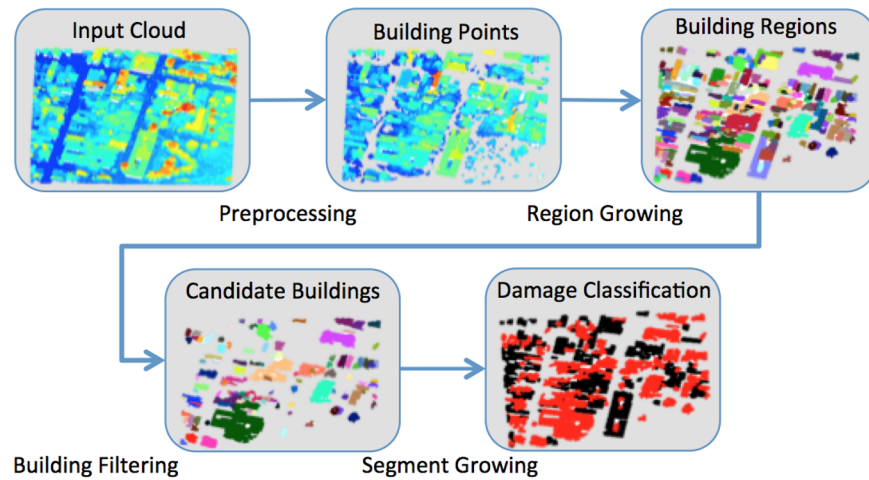 Input Cloud
Building Points
Building Regions
Preprocessing
Region Growing
Candidate Buildings
Damage Classification
Building Filtering
Segment Growing